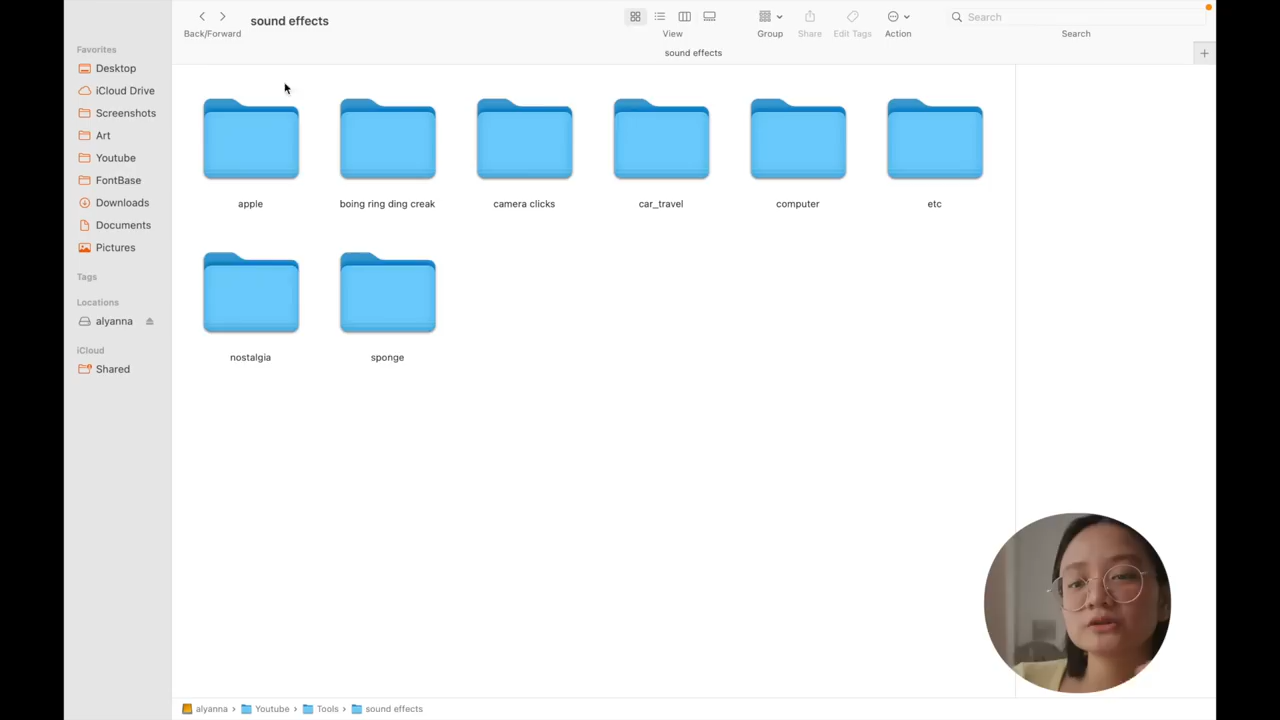 sound effects
Back/Forward
View
Group
Share
Edit Tags
Action
Search
Search
sound effects
Favorites
Desktop
iCloud Drive
Screenshots
Art
Youtube
FontBase
Downloads
Documents
Pictures
Tags
Locations
alyanna
iCloud
Shared
apple
boing ring ding creak
camera clicks
car_travel
computer
etc
nostalgia
sponge
alyanna › Youtube › Tools › sound effects